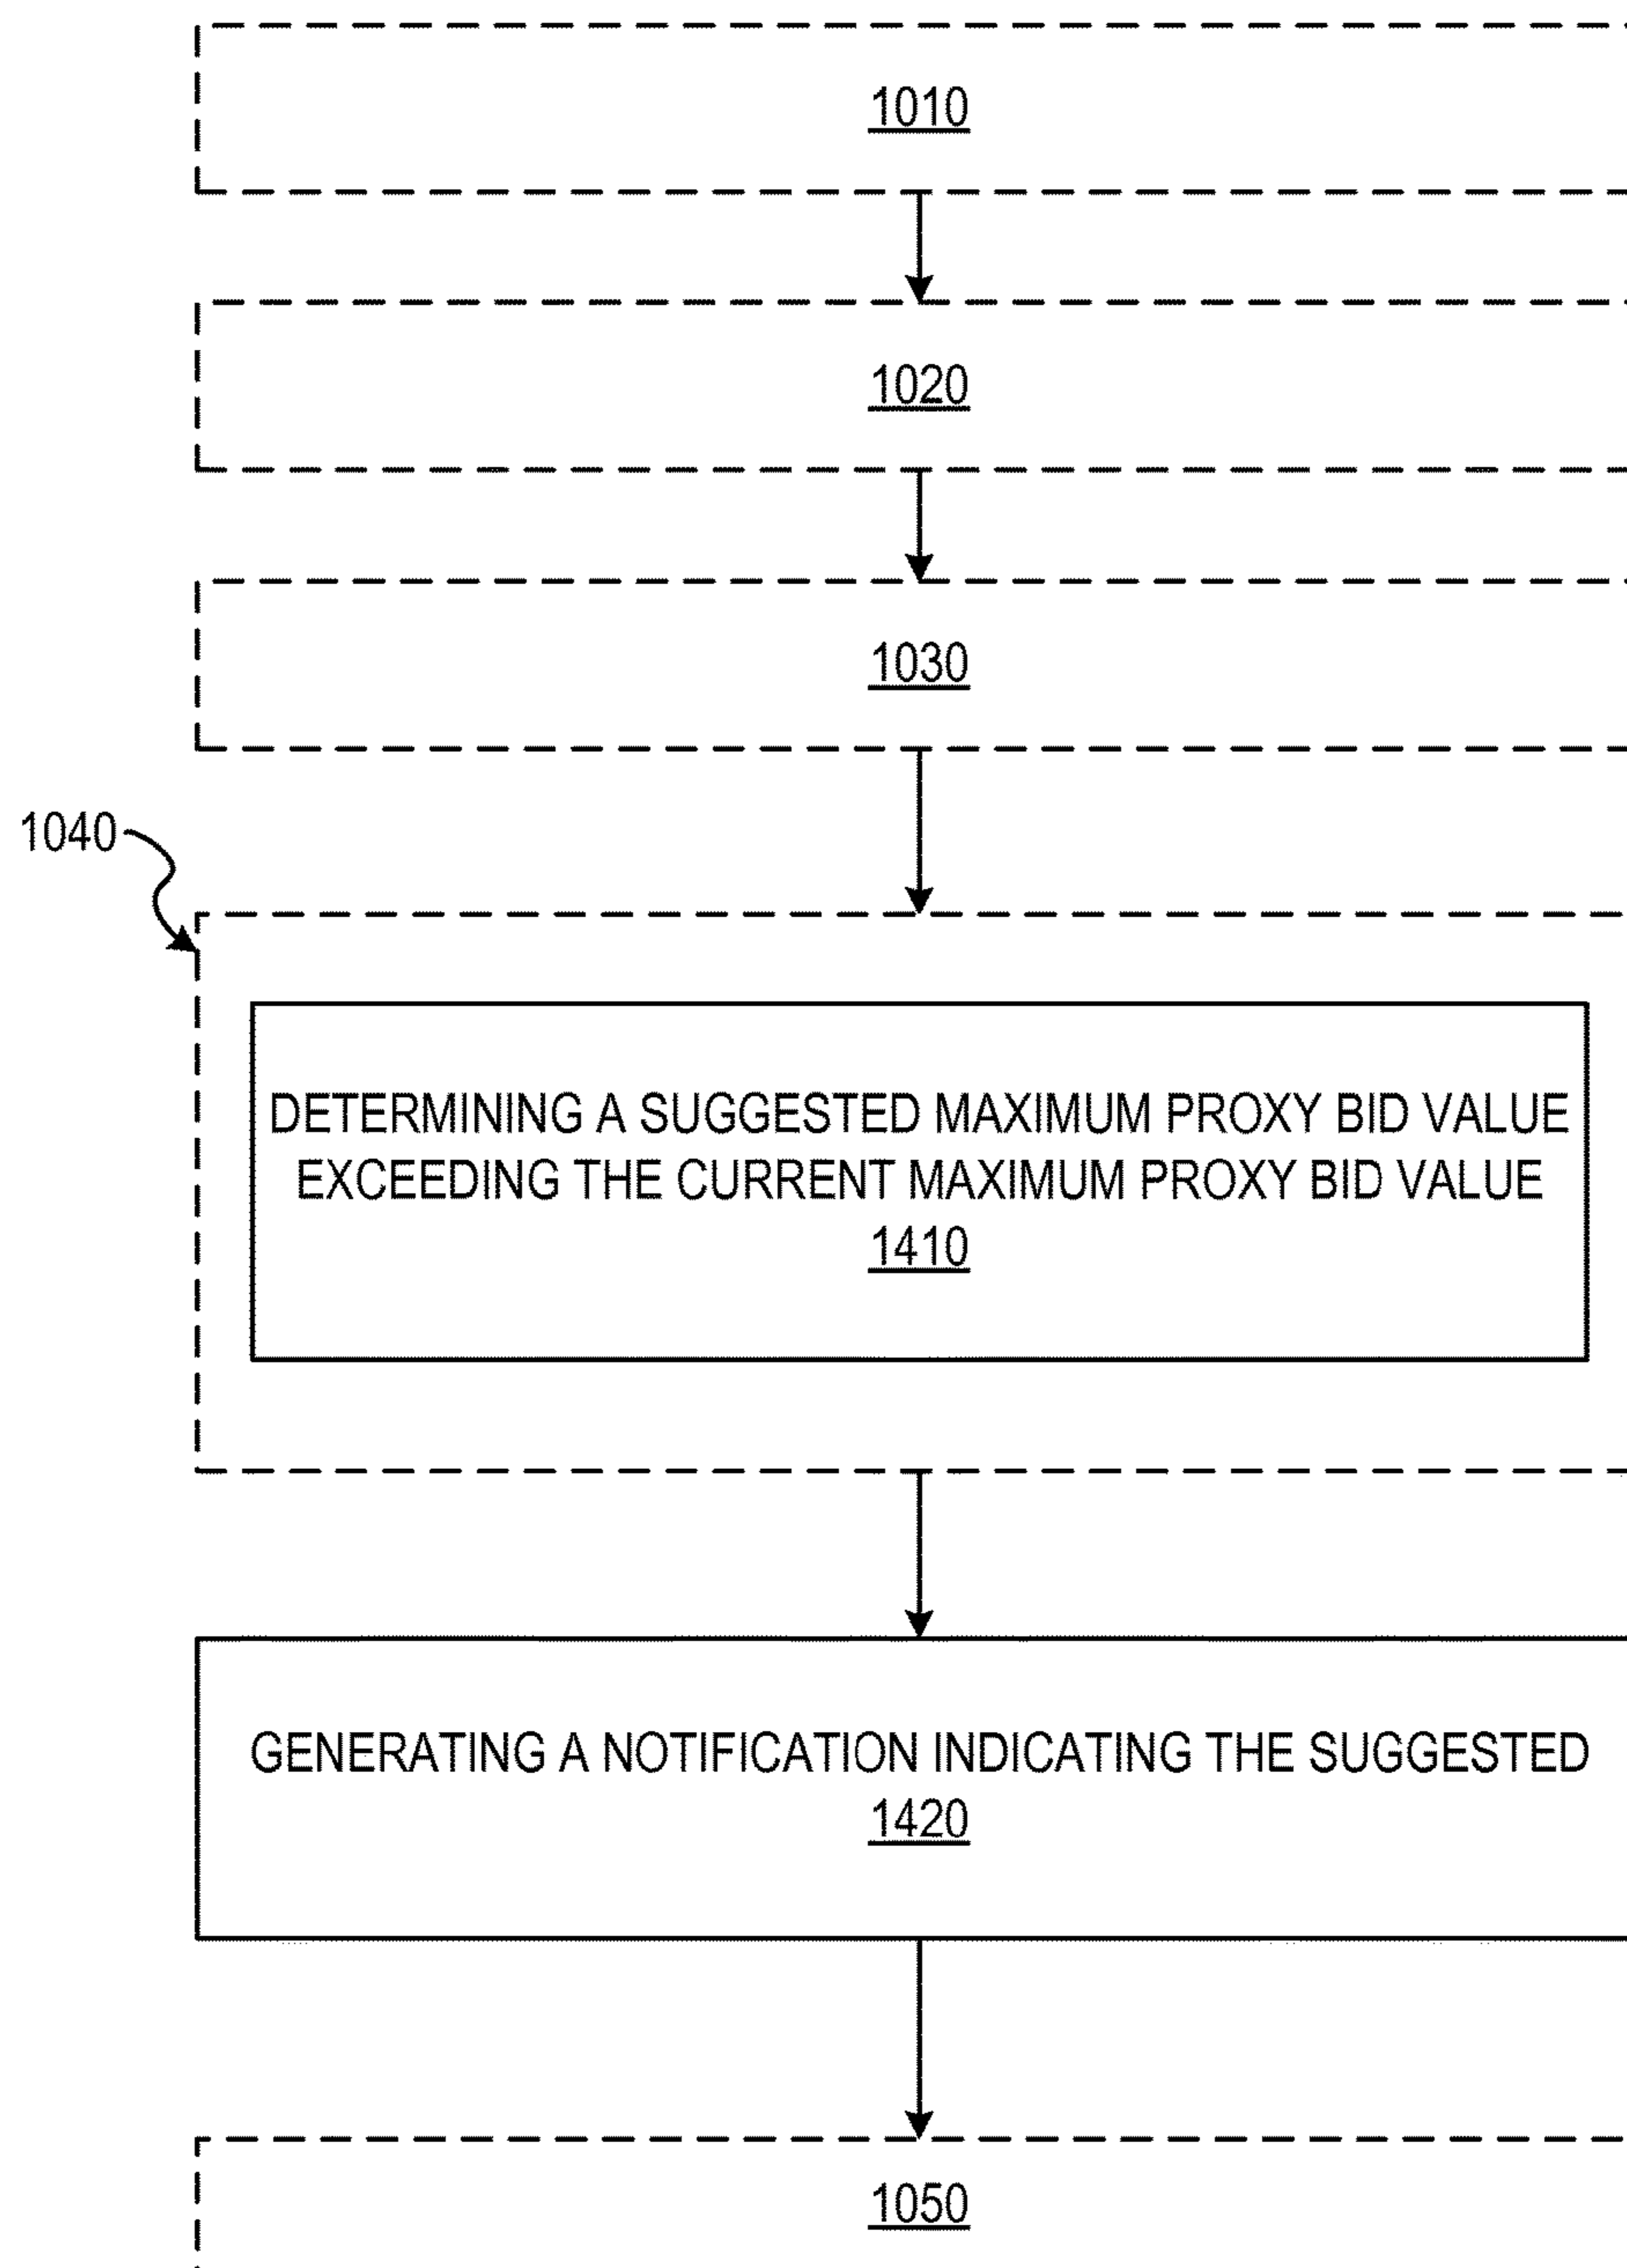 1010
1020
1030
1040
DETERMINING A SUGGESTED MAXIMUM PROXY BID VALUE
EXCEEDING THE CURRENT MAXIMUM PROXY BID VALUE
1410
GENERATING A NOTIFICATION INDICATING THE SUGGESTED
1420
1050